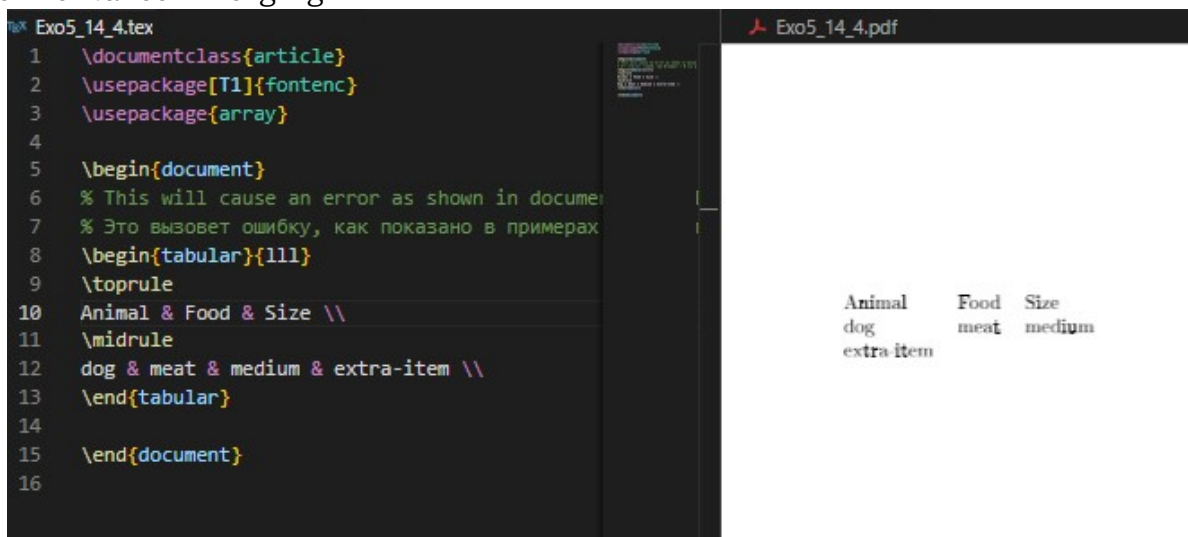 Exo5_14_4.tex
1 \documentclass{article}
2 \usepackage[T1]{fontenc}
3 \usepackage{array}
4
5 \begin{document}
6 % This will cause an error as shown in
7 % Это вызовет ошибку, как показано в примерах
8 \begin{tabular}{lll}
9 \toprule
10 Animal & Food & Size \\
11 \midrule
12 dog & meat & medium & extra-item \\
13 \end{tabular}
14
15 \end{document}
16
Exo5_14_4.pdf
Animal Food Size
dog meat medium
extra-item